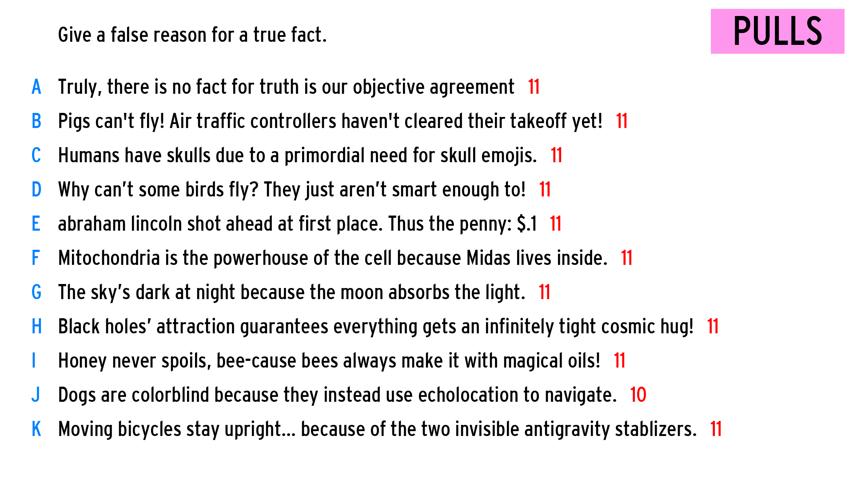 Give a false reason for a true fact.
PULLS
A Truly, there is no fact for truth is our objective agreement 11
B Pigs can't fly! Air traffic controllers haven't cleared their takeoff yet! 11
C Humans have skulls due to a primordial need for skull emojis. 11
D Why can’t some birds fly? They just aren’t smart enough to! 11
E abraham lincoln shot ahead at first place. Thus the penny: $.1 11
F Mitochondria is the powerhouse of the cell because Midas lives inside. 11
G The sky’s dark at night because the moon absorbs the light. 11
H Black holes’ attraction guarantees everything gets an infinitely tight cosmic hug! 11
I Honey never spoils, bee-cause bees always make it with magical oils! 11
J Dogs are colorblind because they instead use echolocation to navigate. 10
K Moving bicycles stay upright... because of the two invisible antigravity stablizers. 11